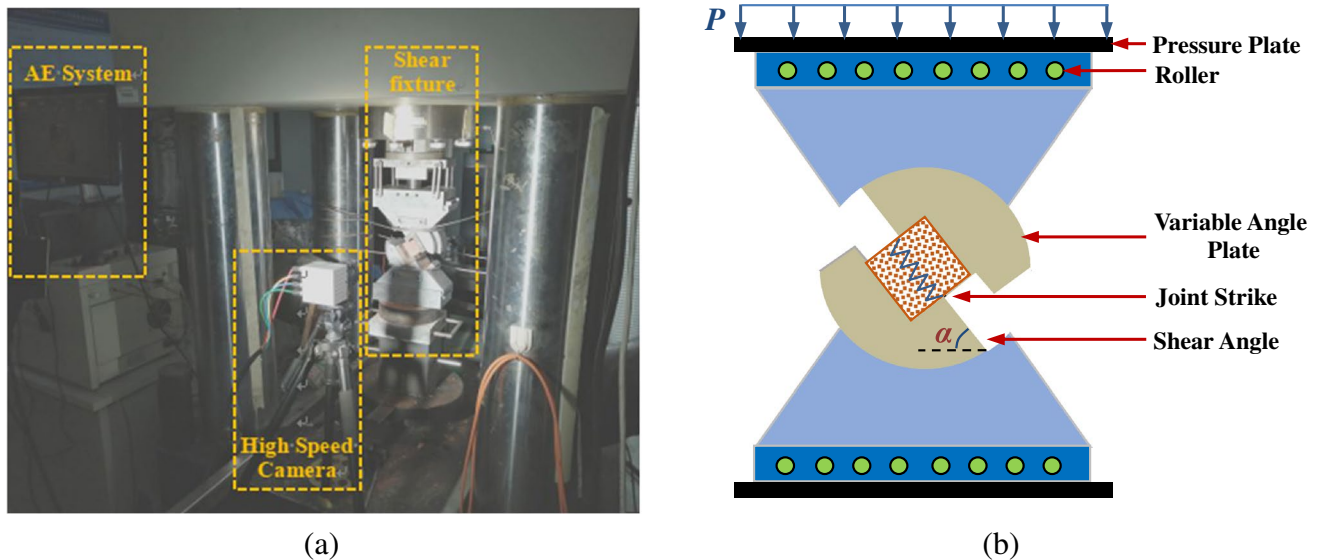 AE System
Shear
fixture
High Speed
Camera
(a)
P
Pressure Plate
Roller
Variable Angle
Plate
Joint Strike
α
Shear Angle
(b)